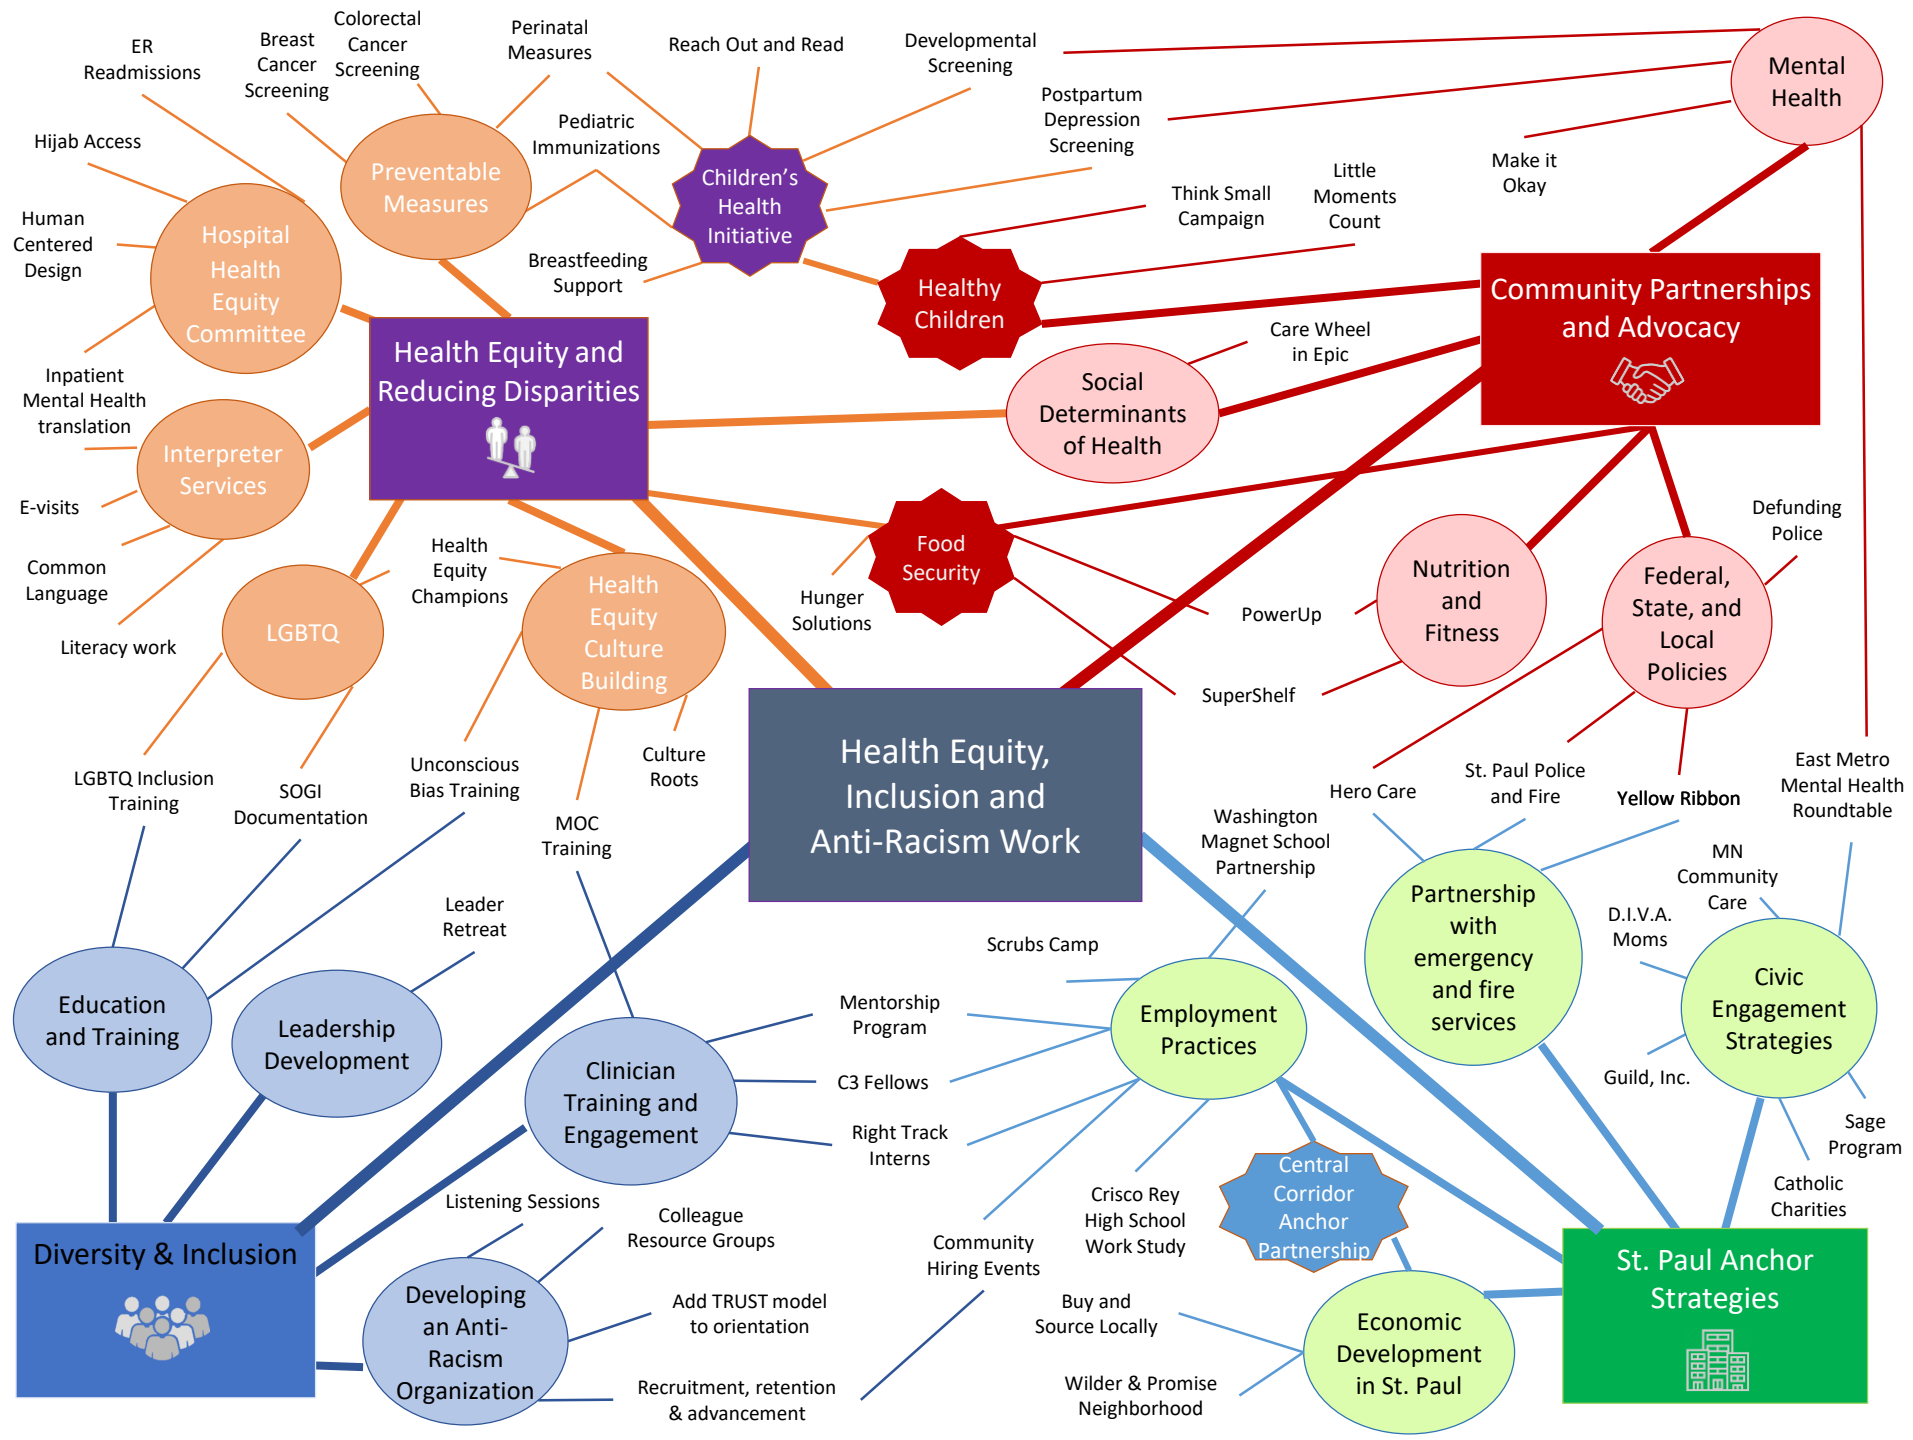 ER
Readmissions
Breast
Cancer
Screening
Colorectal
Cancer
Screening
Perinatal
Measures
Reach Out and Read
Developmental
Screening
Mental
Health
Hijab Access
Preventable
Measures
Pediatric
Immunizations
Children's
Health
Initiative
Postpartum
Depression
Screening
Make it
Okay
Little
Moments
Count
Think Small
Campaign
Human
Centered
Design
Hospital
Health
Equity
Committee
Breastfeeding
Support
Healthy
Children
Community Partnerships
and Advocacy
Health Equity and
Reducing Disparities
Care Wheel
in Epic
Social
Determinants
of Health
Inpatient
Mental Health
translation
Interpreter
Services
E-visits
Common
Language
Literacy work
Health
Equity
Champions
LGBTQ
Health
Equity
Culture
Building
Food
Security
Hunger
Solutions
PowerUp
SuperShelf
Nutrition
and
Fitness
Federal,
State, and
Local
Policies
Defunding
Police
LGBTQ Inclusion
Training
SOGI
Documentation
Unconscious
Bias Training
MOC
Training
Culture
Roots
Health Equity,
Inclusion and
Anti-Racism Work
Washington
Magnet School
Partnership
Hero Care
St. Paul Police
and Fire
Yellow Ribbon
East Metro
Mental Health
Roundtable
MN
Community
Care
D.I.V.A.
Moms
Partnership
with
emergency
and fire
services
Civic
Engagement
Strategies
Guild, Inc.
Sage
Program
Catholic
Charities
Leader
Retreat
Education
and Training
Leadership
Development
Clinician
Training and
Engagement
Scrubs Camp
Mentorship
Program
C3 Fellows
Right Track
Interns
Employment
Practices
Crisco Rey
High School
Work Study
Central
Corridor
Anchor
Partnership
Community
Hiring Events
Listening Sessions
Colleague
Resource Groups
Diversity & Inclusion
Developing
an Anti-
Racism
Organization
Add TRUST model
to orientation
Recruitment, retention
& advancement
Buy and
Source Locally
Wilder & Promise
Neighborhood
Economic
Development
in St. Paul
St. Paul Anchor
Strategies